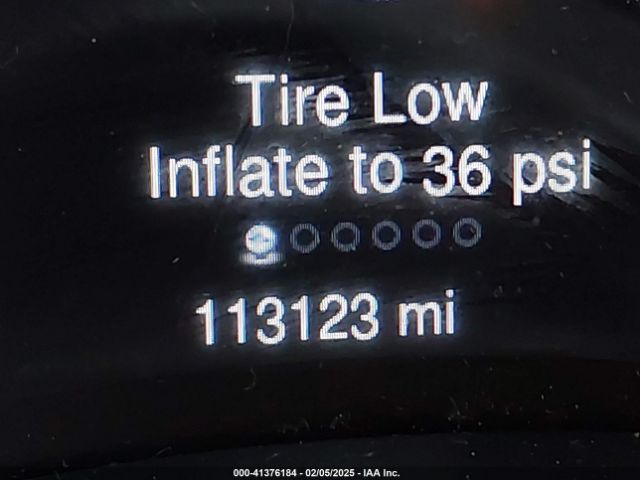 Tire Low
Inflate to 36 psi
113123 mi
000-41376184 - 02/05/2025 - IAA Inc.